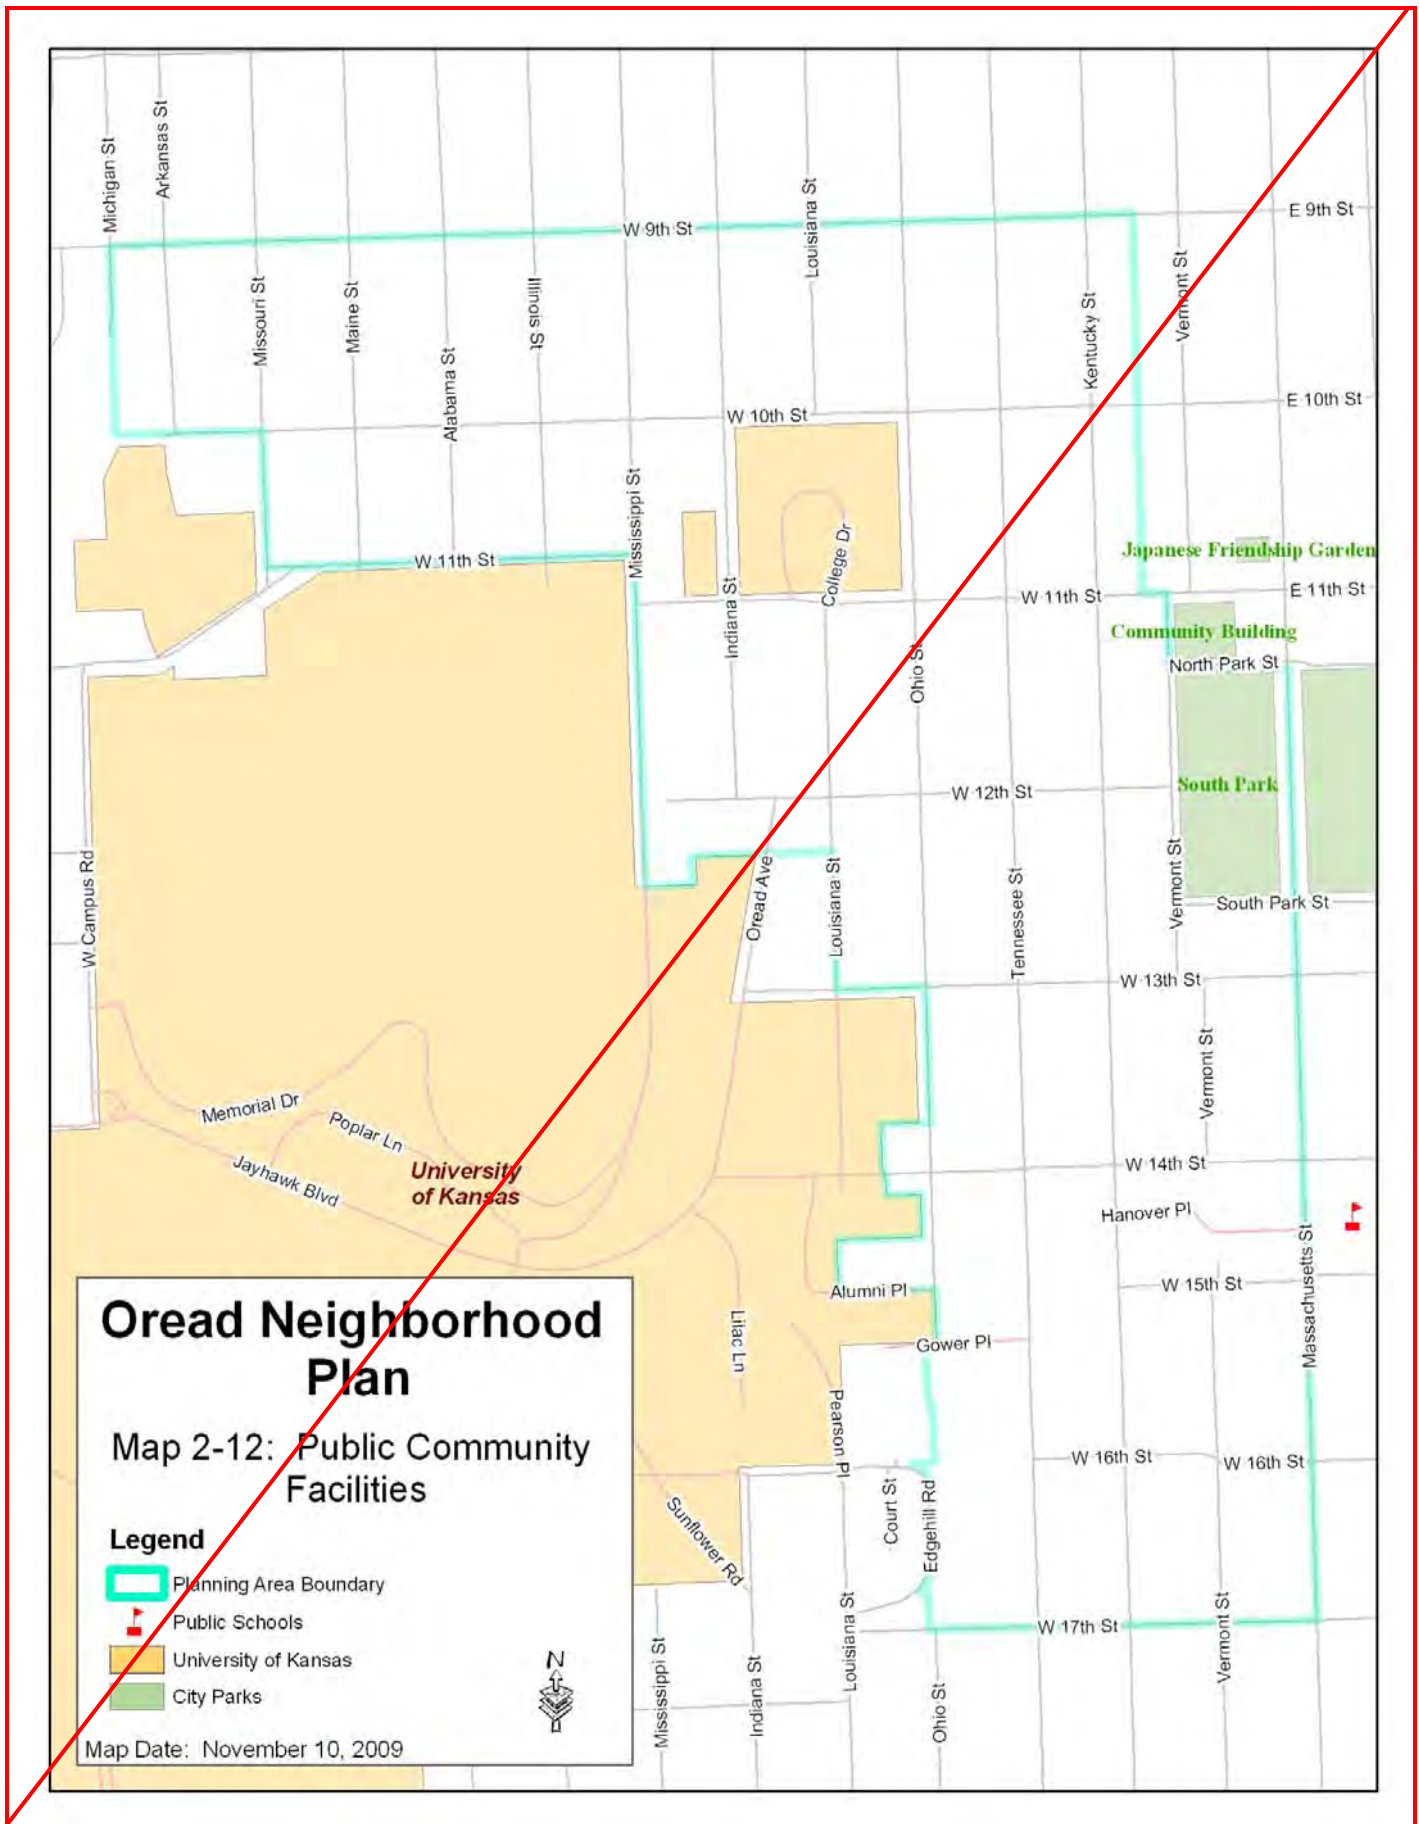 Michigan St
Arkansas St
Louisiana St
E 9th St
W 9th St
Vermont St
Missouri St
Maine St
Illinois St
Kentucky St
Alabama St
E 10th St
W 10th St
Mississippi St
College Dr
Japanese Friendship Garden
W 11th St
Indiana St
W 11th St
E 11th St
Community Building
Ohio St
North Park St
South Park
W 12th St
W Campus Rd
Oread Ave
Louisiana St
Tennessee St
Vermont St
South Park St
W 13th St
Vermont St
Memorial Dr
Poplar Ln
Jayhawk Blvd
University
of Kansas
W 14th St
Hanover Pl
Massachusetts St
W 15th St
Alumni Pl
Lilac Ln
Gower Pl
Pearson Pl
W 16th St
W 16th St
Court St
Edgehill Rd
Sunflower Rd
W 17th St
Mississippi St
Indiana St
Louisiana St
Ohio St
Vermont St
Oread Neighborhood
Plan
Map 2-12: Public Community
Facilities
Legend
Planning Area Boundary
Public Schools
University of Kansas
City Parks
N
Map Date: November 10, 2009